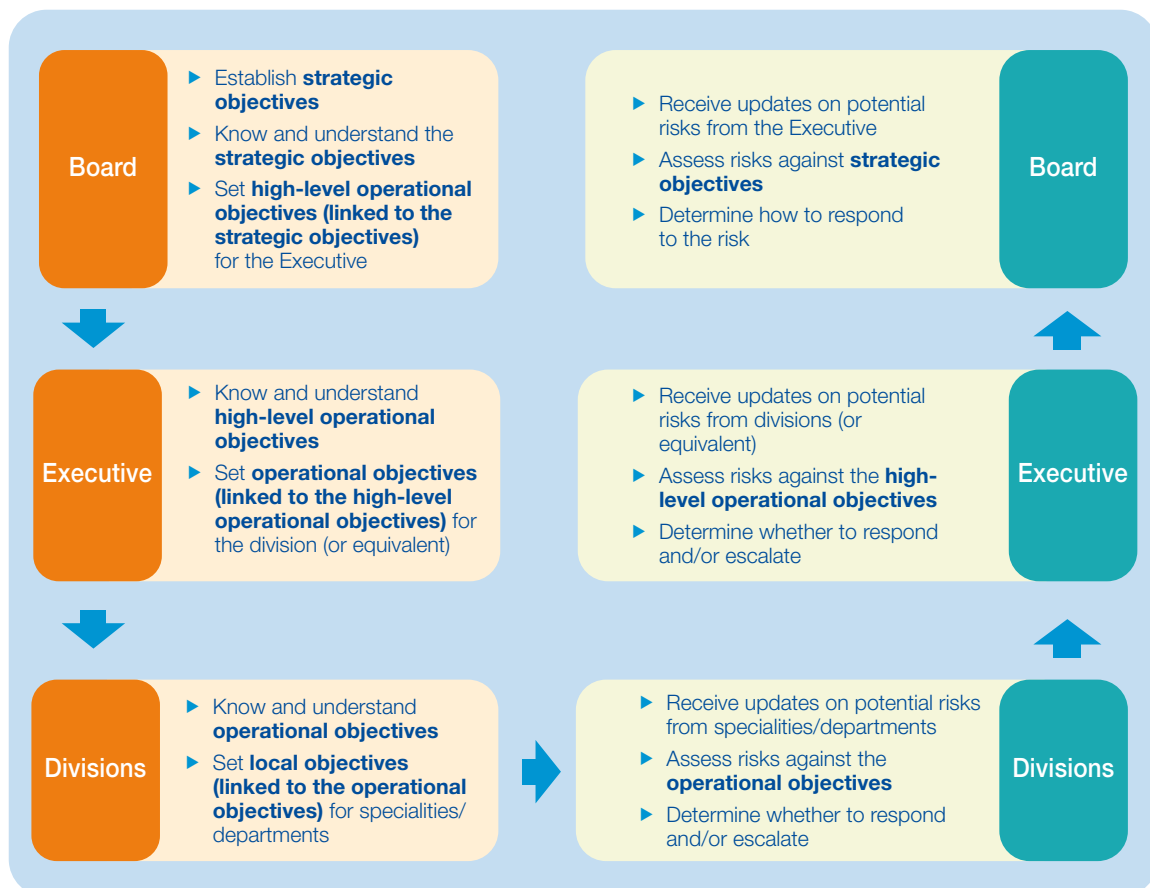 Board
Establish strategic
objectives
Know and understand the
strategic objectives
Set high-level operational
objectives (linked to the
strategic objectives)
for the Executive
Receive updates on potential
risks from the Executive
Assess risks against strategic
objectives
Determine how to respond
to the risk
Board
Executive
Know and understand
high-level operational
objectives
Set operational objectives
(linked to the high-level
operational objectives) for
the division (or equivalent)
Receive updates on potential
risks from divisions (or
equivalent)
Assess risks against the high-
level operational objectives
Determine whether to respond
and/or escalate
Executive
Divisions
Know and understand
operational objectives
Set local objectives
(linked to the operational
objectives) for specialities/
departments
Receive updates on potential risks
from specialities/departments
Assess risks against the
operational objectives
Determine whether to respond
and/or escalate
Divisions